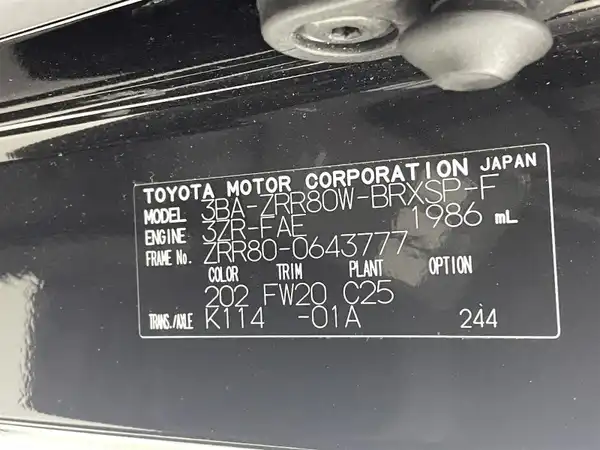 TOYOTA MOTOR CORPORATION JAPAN
MODEL 3BA-ZRR80W-BRXSP-F
ENGINE 3ZR-FAE 1986 mL
FRAME No. ZRR80-0643777
COLOR TRIM PLANT OPTION
202 FW20 C25
TRANS./AXLE K114 -01A 244